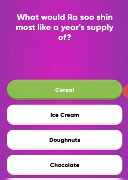 What would Ra soo shin
most like a year's supply
of?
Cereal
Ice Cream
Doughnuts
Chocolate